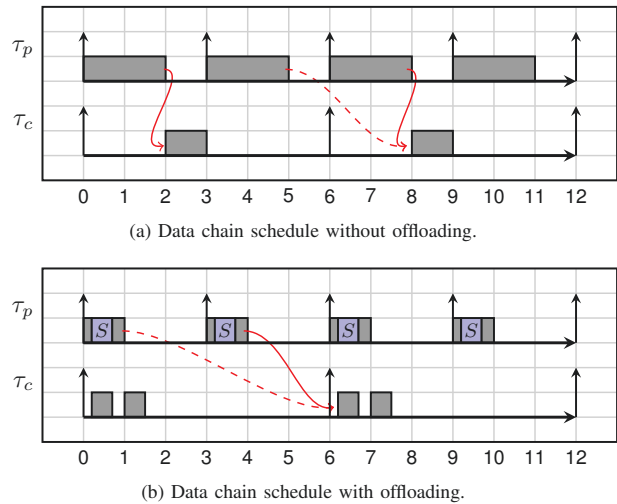 τp
τc
0 1 2 3 4 5 6 7 8 9 10 11 12
(a) Data chain schedule without offloading.
τp S S S S
τc
0 1 2 3 4 5 6 7 8 9 10 11 12
(b) Data chain schedule with offloading.